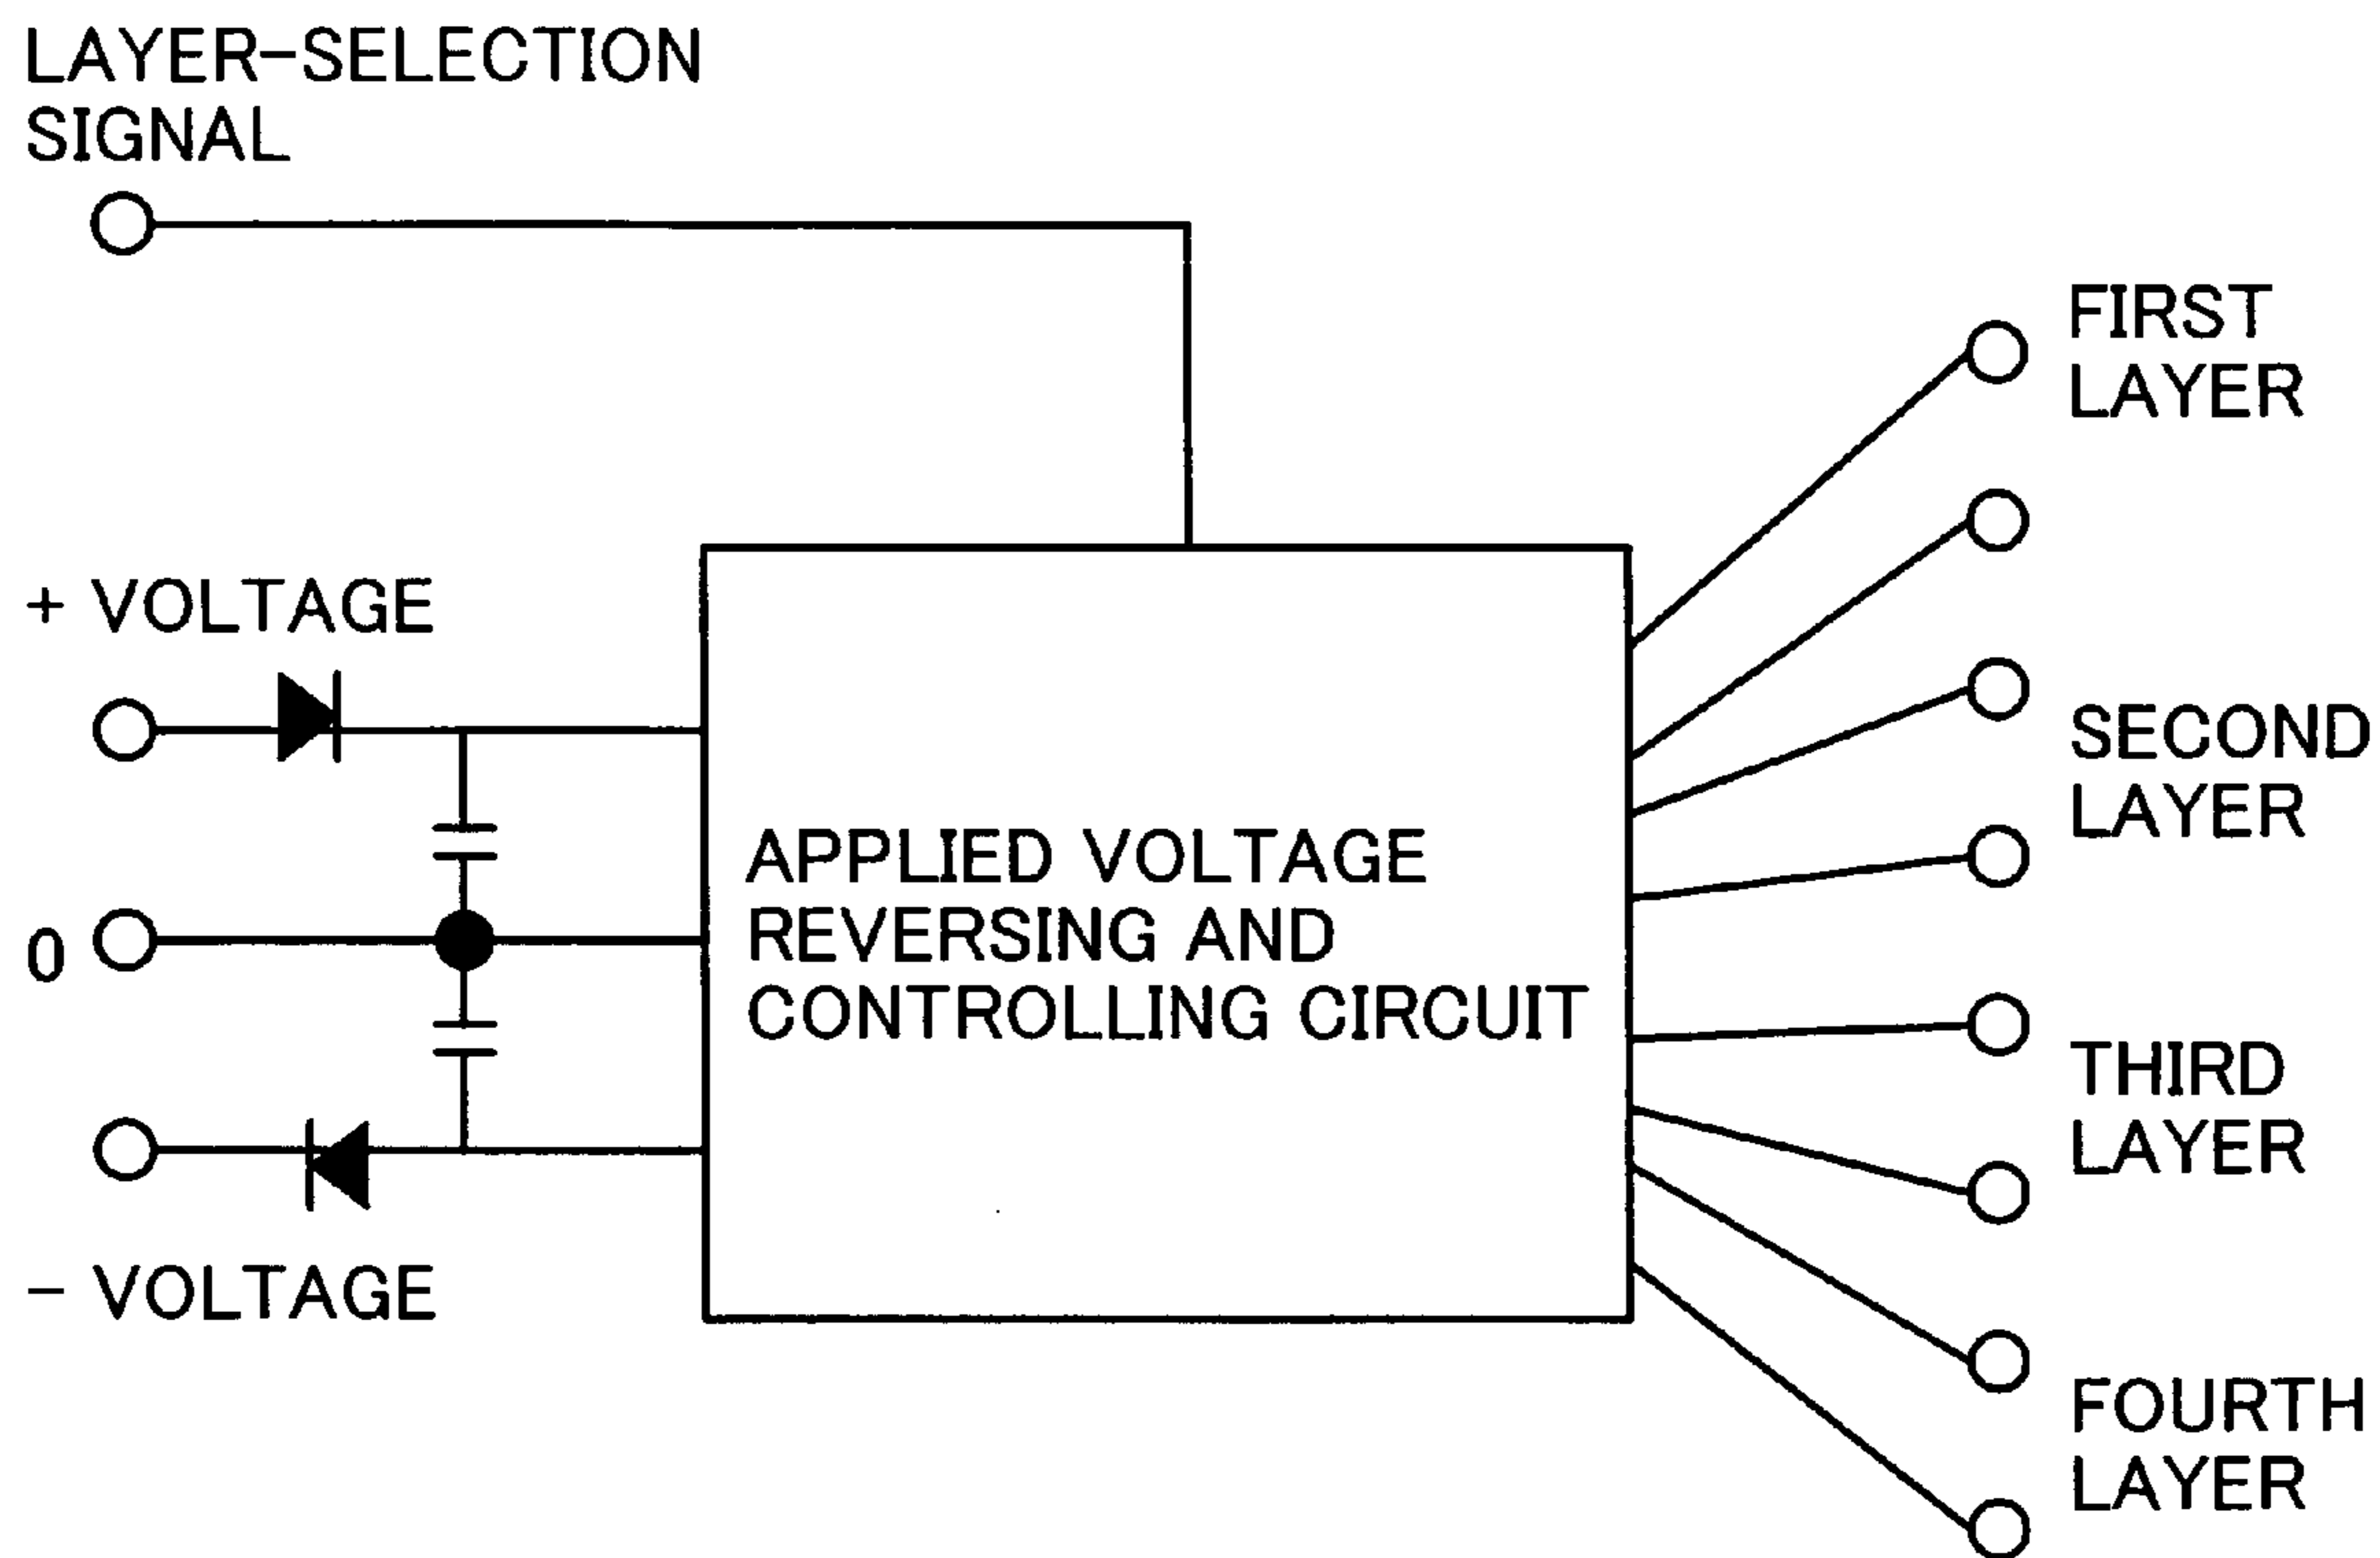 LAYER-SELECTION
SIGNAL
FIRST
LAYER
+ VOLTAGE
SECOND
LAYER
APPLIED VOLTAGE
REVERSING AND
CONTROLLING CIRCUIT
0
THIRD
LAYER
- VOLTAGE
FOURTH
LAYER